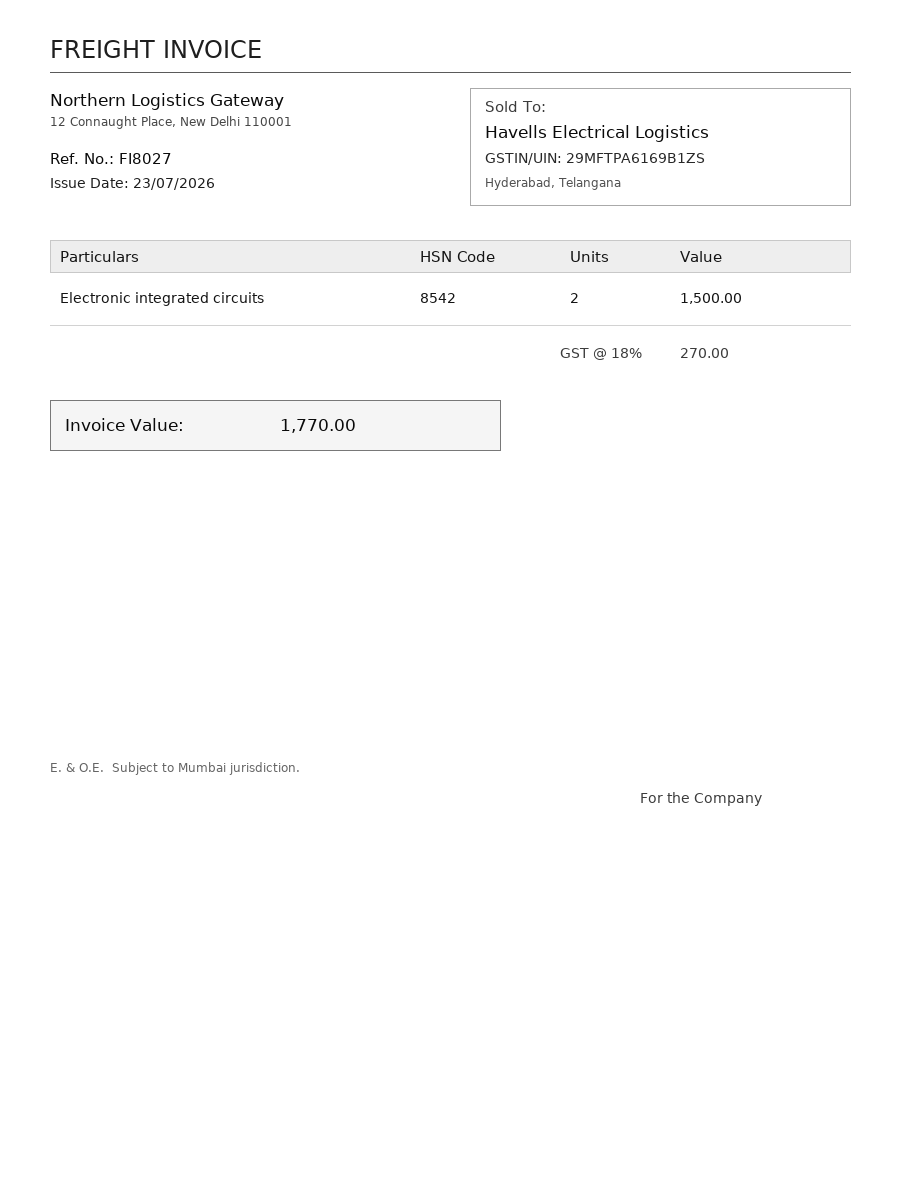 FREIGHT INVOICE
Northern Logistics Gateway
12 Connaught Place, New Delhi 110001
Ref. No.: FI8027
Issue Date: 23/07/2026
Sold To:
Havells Electrical Logistics
GSTIN/UIN: 29MFTPA6169B1ZS
Hyderabad, Telangana
Particulars HSN Code Units Value
Electronic integrated circuits 8542 2 1,500.00
GST @ 18% 270.00
Invoice Value: 1,770.00
E. & O.E. Subject to Mumbai jurisdiction.
For the Company